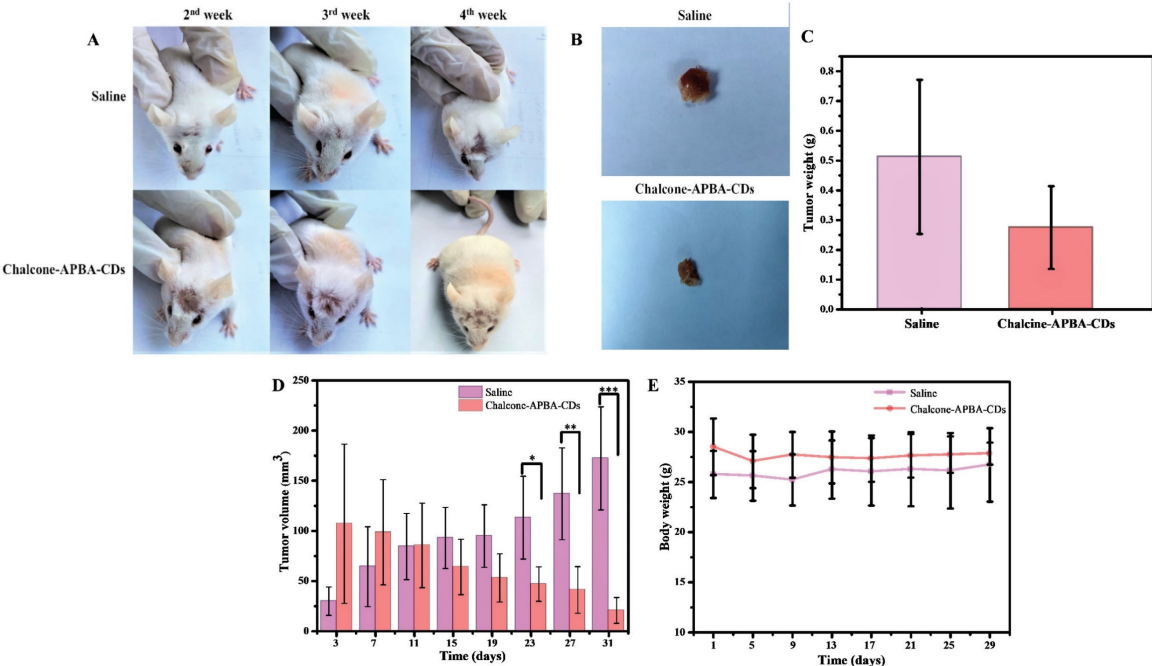 2nd week
3rd week
4th week
A
Saline
Chalcone-APBA-CDs
B
Saline
Chalcone-APBA-CDs
C
Tumor weight (g)
0.8
0.7
0.6
0.5
0.4
0.3
0.2
0.1
0.0
Saline
Chalcine-APBA-CDs
D
Tumor volume (mm3)
250
200
150
100
50
0
Saline
Chalcone-APBA-CDs
*
**
***
3 7 11 15 19 23 27 31
Time (days)
E
Body weight (g)
35
30
25
20
15
10
Saline
Chalcone-APBA-CDs
1 5 9 13 17 21 25 29
Time (days)